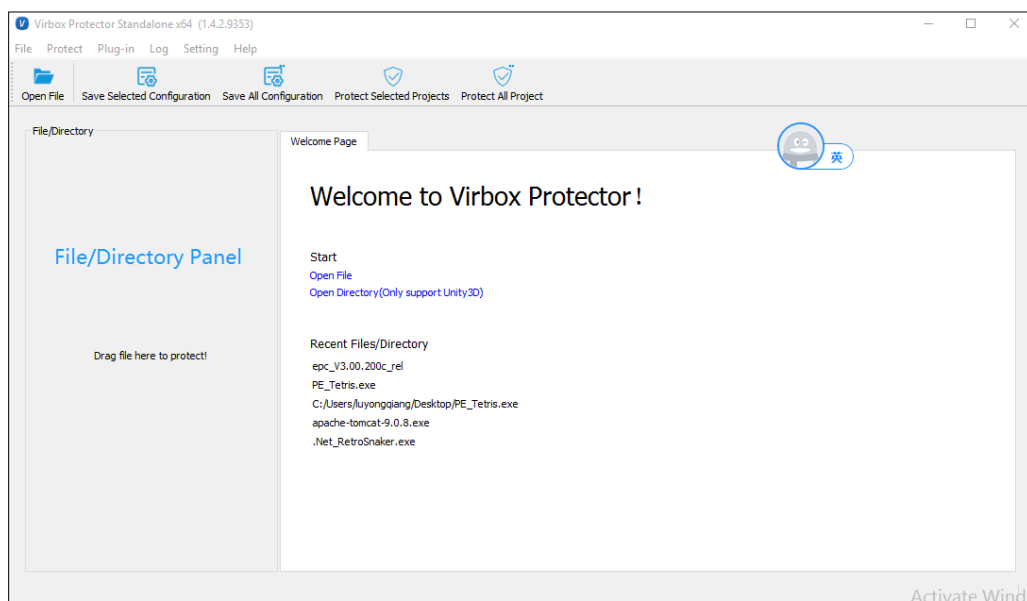 Virbox Protector Standalone x64 (1.4.2.9353)
File Protect Plug-in Log Setting Help
Open File Save Selected Configuration Save All Configuration Protect Selected Projects Protect All Project
File/Directory
Welcome Page
英
Welcome to Virbox Protector!
File/Directory Panel
Start
Open File
Open Directory(Only support Unity3D)
Drag file here to protect!
Recent Files/Directory
epc_V3.00.200c_rel
PE_Tetris.exe
C:/Users/luyongqiang/Desktop/PE_Tetris.exe
apache-tomcat-9.0.8.exe
.Net_RetroSnaker.exe
Activate Wind